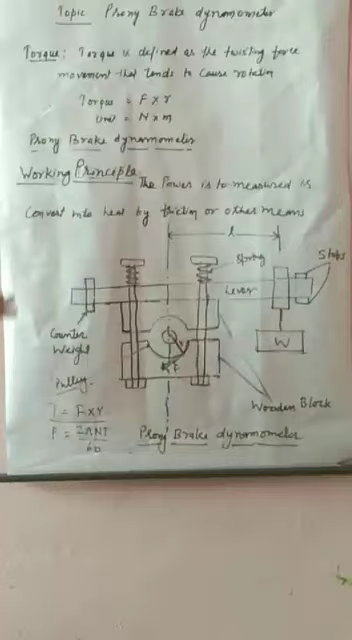 Topic Prony Brake dynamometer
Torque: Torque is defined as the twisting force
movement that tends to cause rotation
Torque = F x r
Unit = N x m
Prony Brake dynamometer
Working Principle The Power is to measured is
Convert into heat by friction or other means
l
Spring
Stops
Lever
Counter
Weight
W
Pulley
Wooden Block
T = F x r
P = 2πNT
60
Prony Brake dynamometer